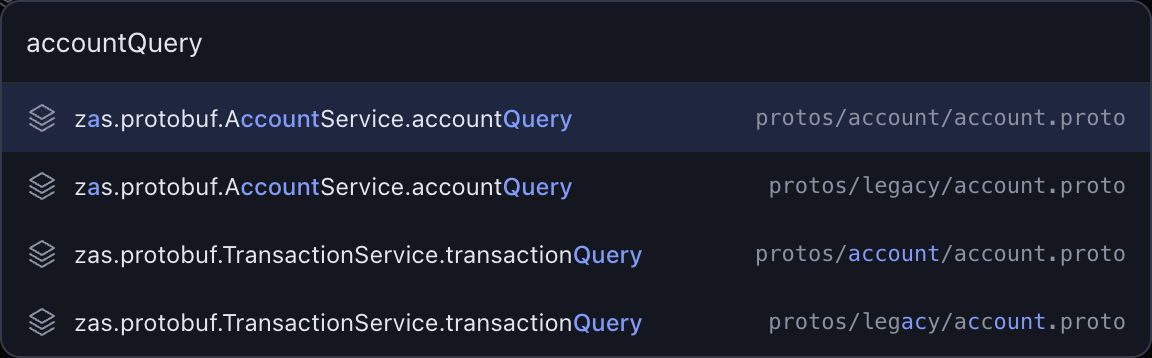 accountQuery
zas.protobuf.AccountService.accountQuery protos/account/account.proto
zas.protobuf.AccountService.accountQuery protos/legacy/account.proto
zas.protobuf.TransactionService.transactionQuery protos/account/account.proto
zas.protobuf.TransactionService.transactionQuery protos/legacy/account.proto